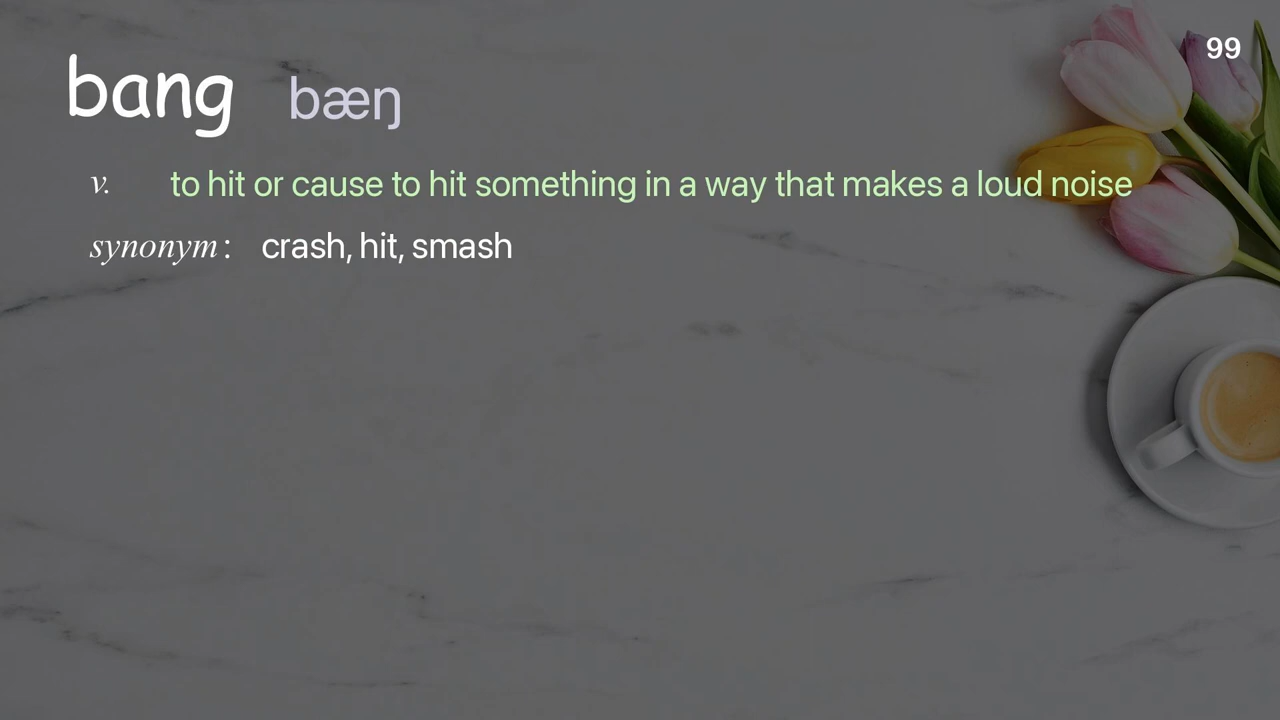 99
bang bæŋ
v. to hit or cause to hit something in a way that makes a loud noise
synonym: crash, hit, smash